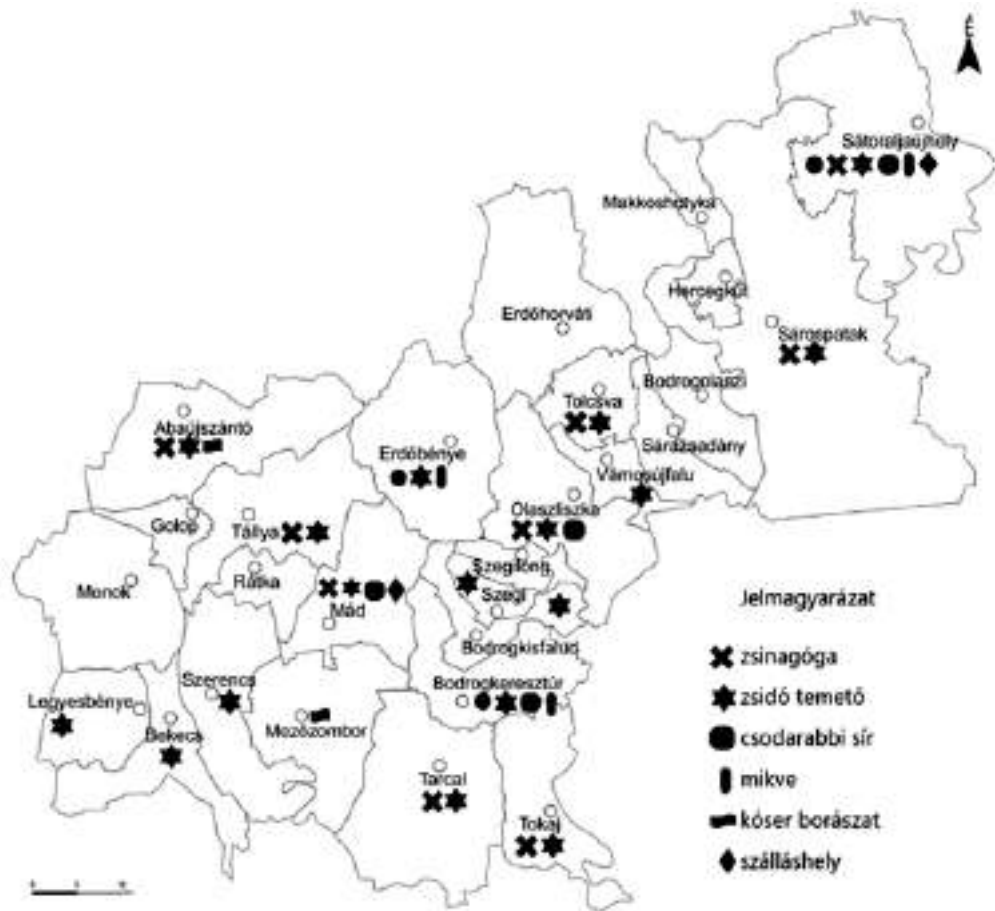 É
Sátoraljaújhely
Makkoshotyka
Hercegkút
Erdőhorváti
Sárospatak
Bodrogolaszi
Tolcsva
Abaújszántó
Sárazsadány
Erdőbénye
Vámosújfalu
Olaszliszka
Golop
Tállya
Szegilong
Rátka
Monok
Szegi
Jelmagyarázat
Mád
Bodrogkisfalud
zsinagóga
Szerencs
Bodrogkeresztúr
Legyesbénye
zsidó temető
Mezőzombor
Bekecs
csodarabbi sír
Tarcal
mikve
Tokaj
kóser borászat
szálláshely